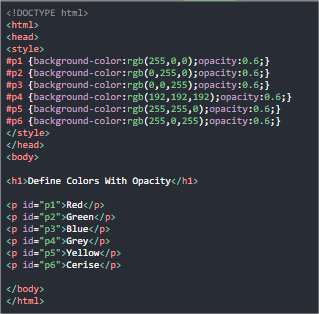 <!DOCTYPE html>
<html>
<head>
<style>
#p1 {background-color:rgb(255,0,0);opacity:0.6;}
#p2 {background-color:rgb(0,255,0);opacity:0.6;}
#p3 {background-color:rgb(0,0,255);opacity:0.6;}
#p4 {background-color:rgb(192,192,192);opacity:0.6;}
#p5 {background-color:rgb(255,255,0);opacity:0.6;}
#p6 {background-color:rgb(255,0,255);opacity:0.6;}
</style>
</head>
<body>
<h1>Define Colors With Opacity</h1>
<p id="p1">Red</p>
<p id="p2">Green</p>
<p id="p3">Blue</p>
<p id="p4">Grey</p>
<p id="p5">Yellow</p>
<p id="p6">Cerise</p>
</body>
</html>